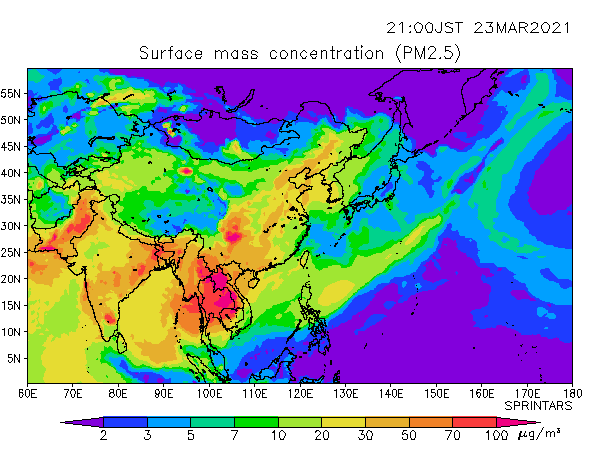 21:00JST 23MAR2021
Surface mass concentration (PM2.5)
55N
50N
45N
40N
35N
30N
25N
20N
15N
10N
5N
60E 70E 80E 90E 100E 110E 120E 130E 140E 150E 160E 170E 180
SPRINTARS
2 3 5 7 10 20 30 50 70 100 μg/m³